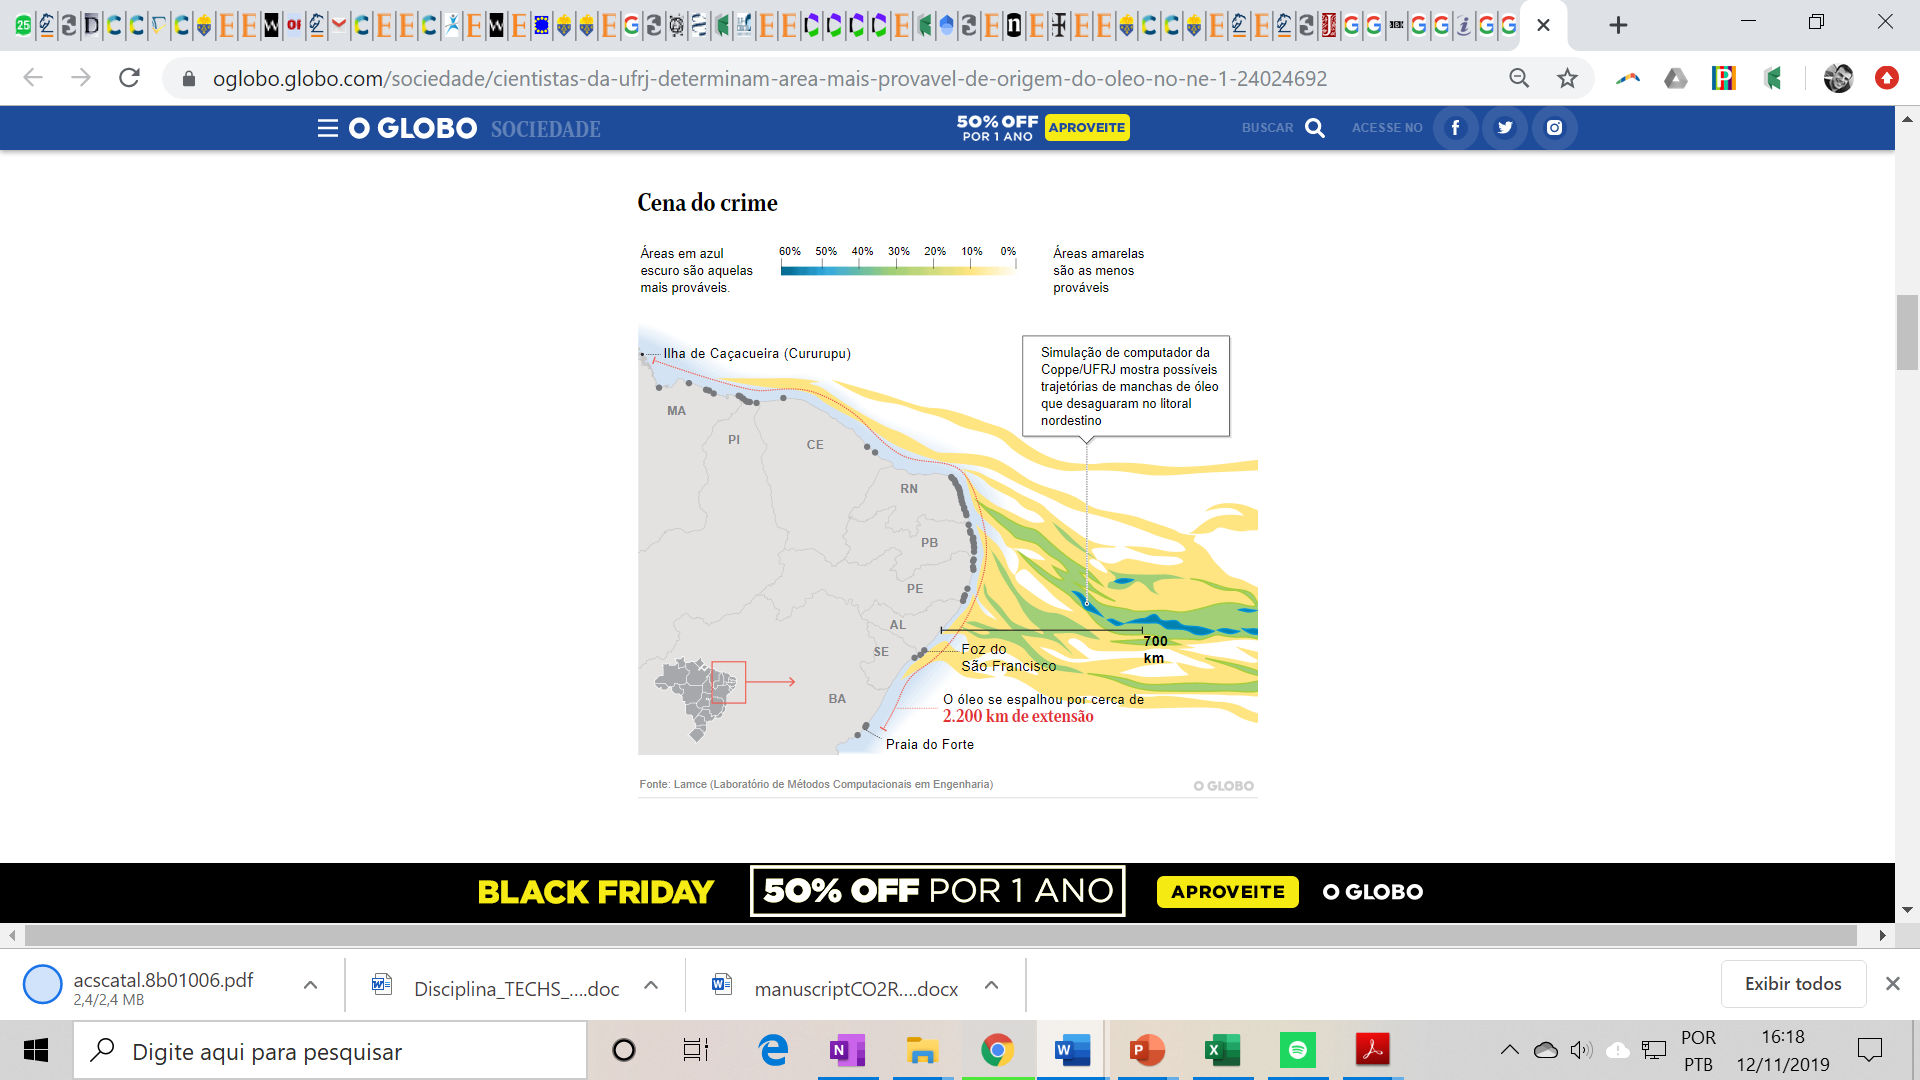 oglobo.globo.com/sociedade/cientistas-da-ufrj-determinam-area-mais-provavel-de-origem-do-oleo-no-ne-1-24024692
O GLOBO SOCIEDADE
50% OFF
POR 1 ANO
APROVEITE
BUSCAR
ACESSE NO
Cena do crime
Áreas em azul
escuro são aquelas
mais prováveis.
60% 50% 40% 30% 20% 10% 0%
Áreas amarelas
são as menos
prováveis
Ilha de Caçacueira (Cururupu)
Simulação de computador da
Coppe/UFRJ mostra possíveis
trajetórias de manchas de óleo
que desaguaram no litoral
nordestino
MA
PI
CE
RN
PB
PE
AL
SE
BA
700
km
Foz do
São Francisco
O óleo se espalhou por cerca de
2.200 km de extensão
Praia do Forte
Fonte: Lamce (Laboratório de Métodos Computacionais em Engenharia)
O GLOBO
BLACK FRIDAY 50% OFF POR 1 ANO APROVEITE O GLOBO
acscatal.8b01006.pdf
2,4/2,4 MB
Disciplina_TECHS_....doc
manuscriptCO2R....docx
Exibir todos
Digite aqui para pesquisar
POR
PTB
16:18
12/11/2019